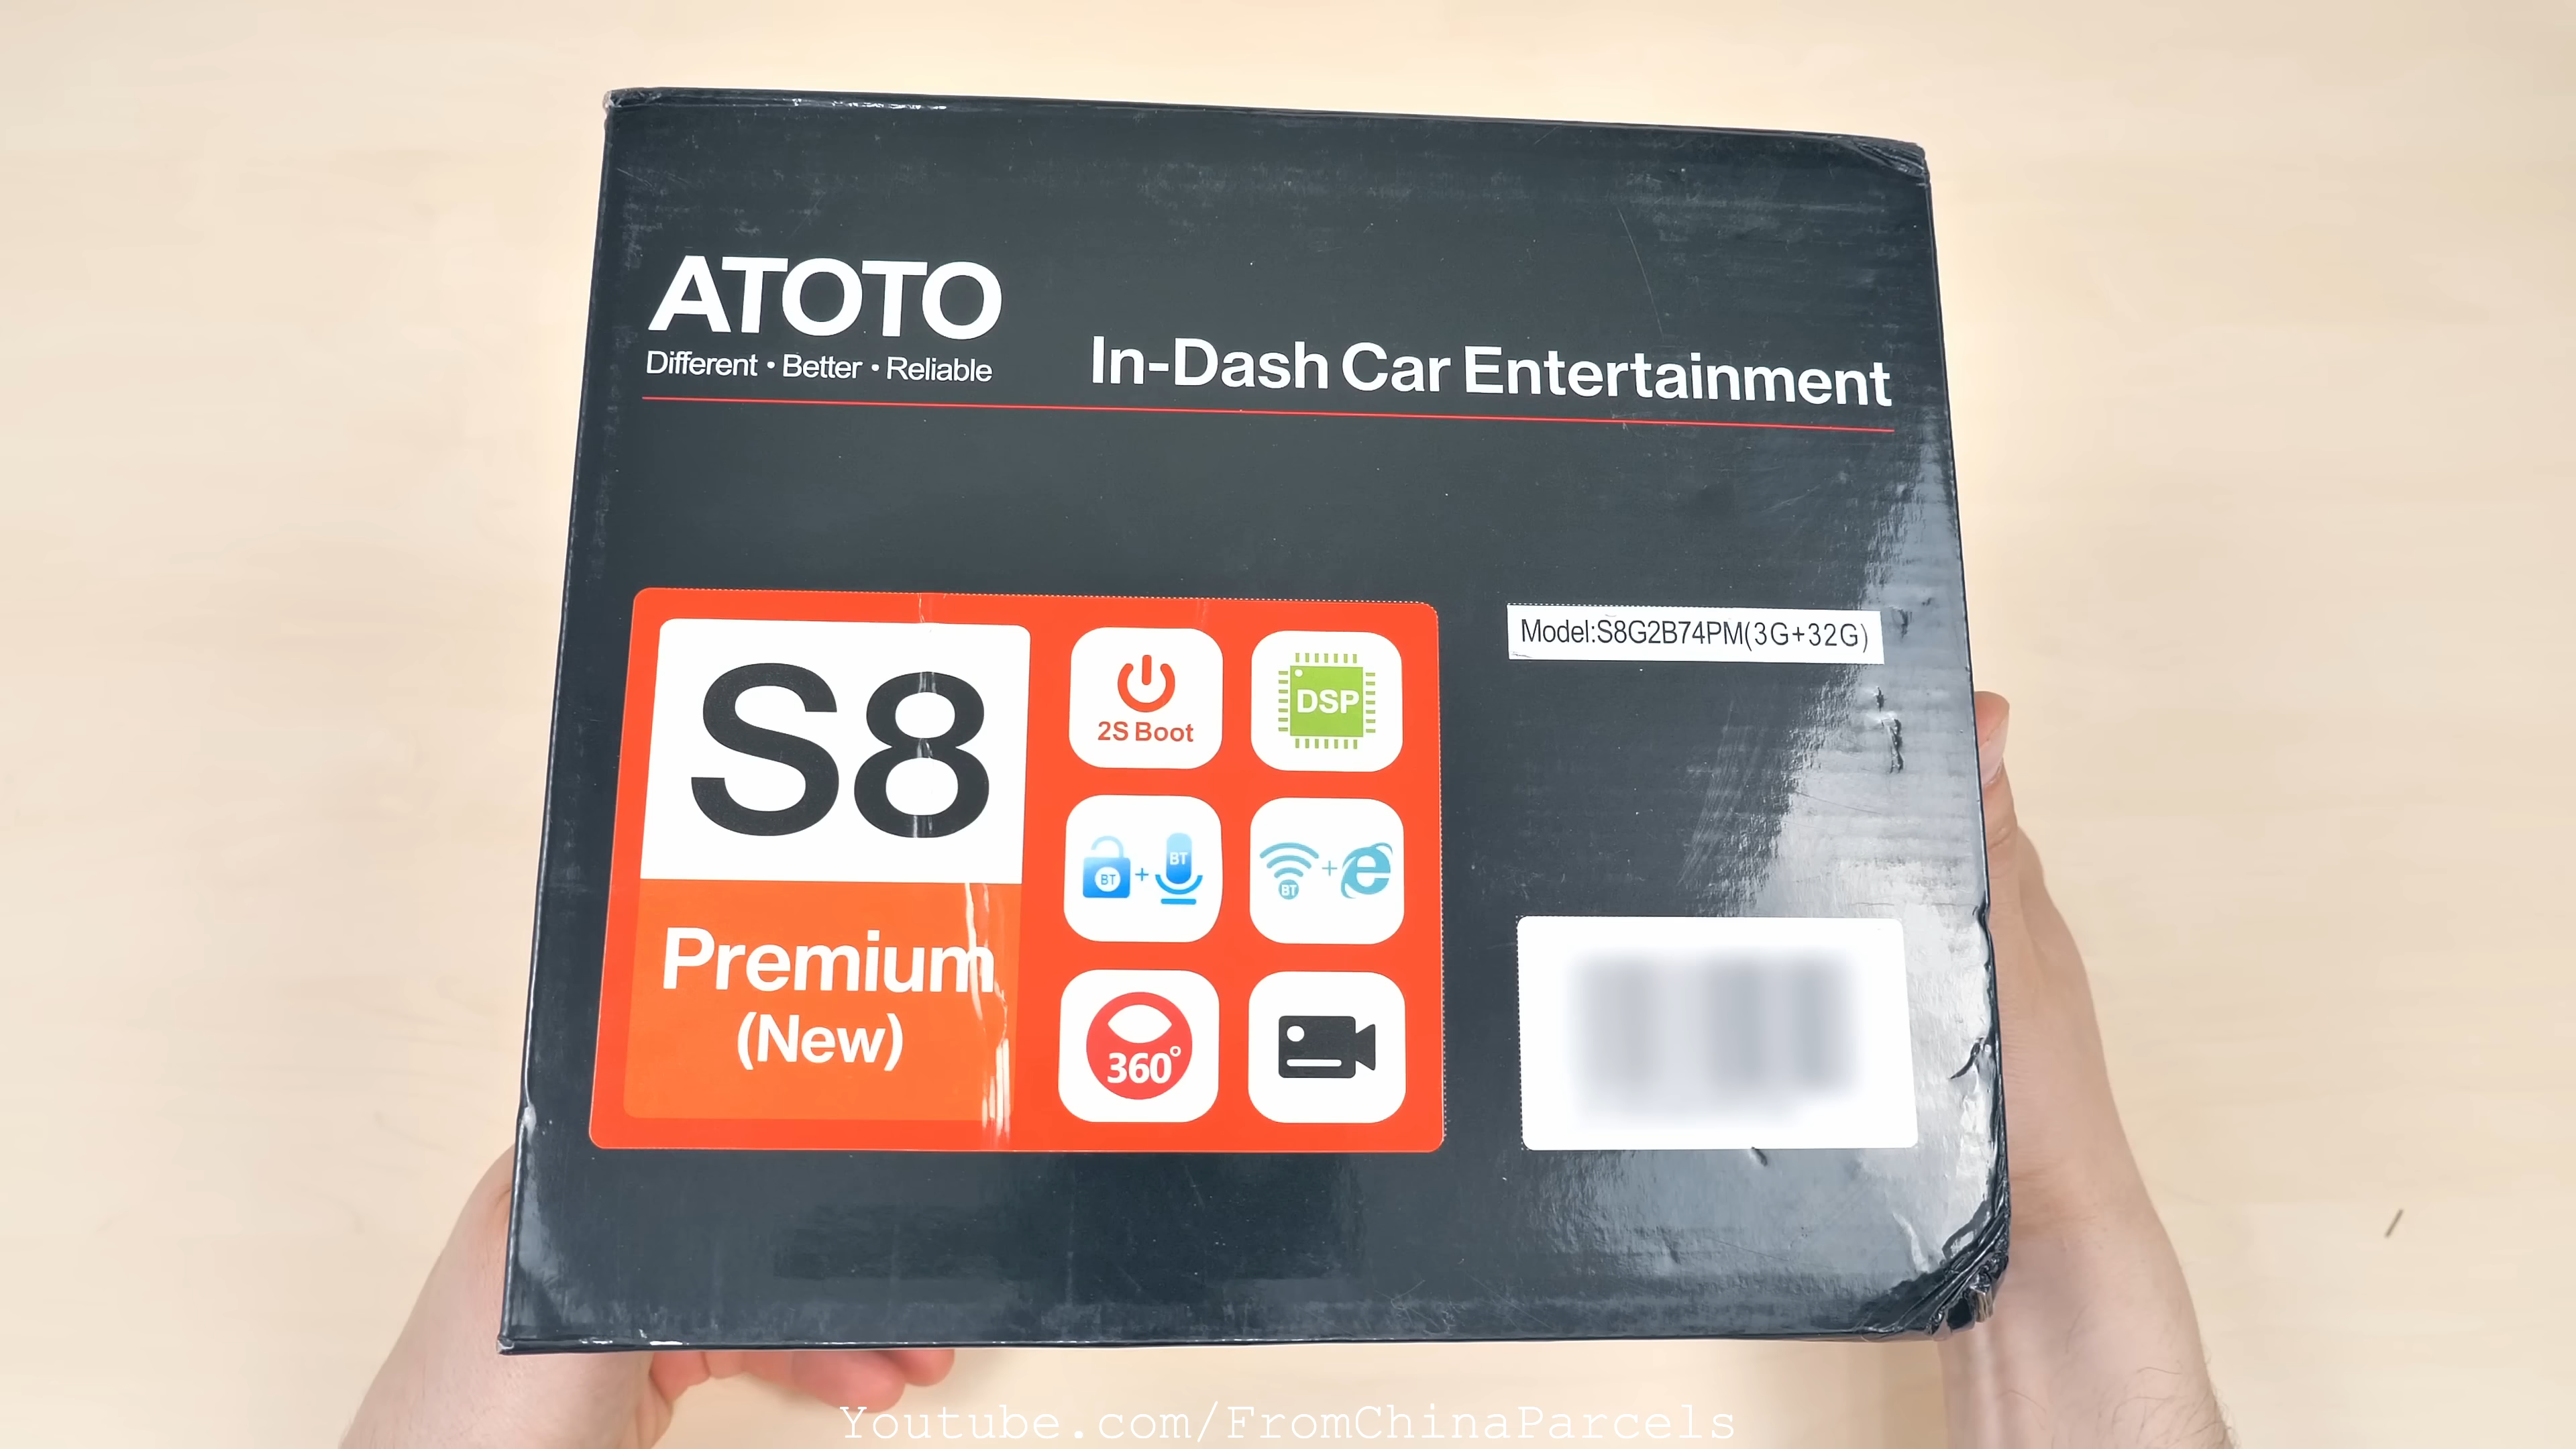 ATOTO
Different • Better • Reliable
In-Dash Car Entertainment
S8
Premium
(New)
2S Boot
DSP
BT + BT
BT + e
360°
Model:S8G2B74PM(3G+32G)
Youtube.com/FromChinaParcels